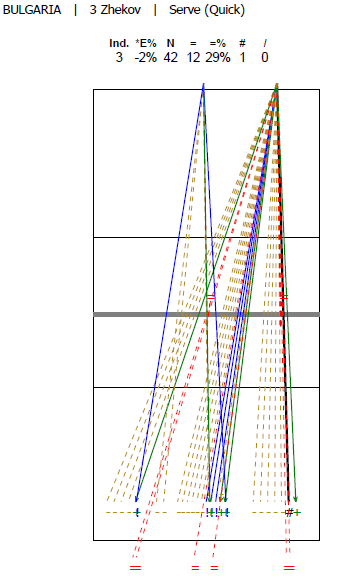 BULGARIA | 3 Zhekov | Serve (Quick)
Ind. *E% N = =% # /
3 -2% 42 12 29% 1 0
= =
#+
= = = =